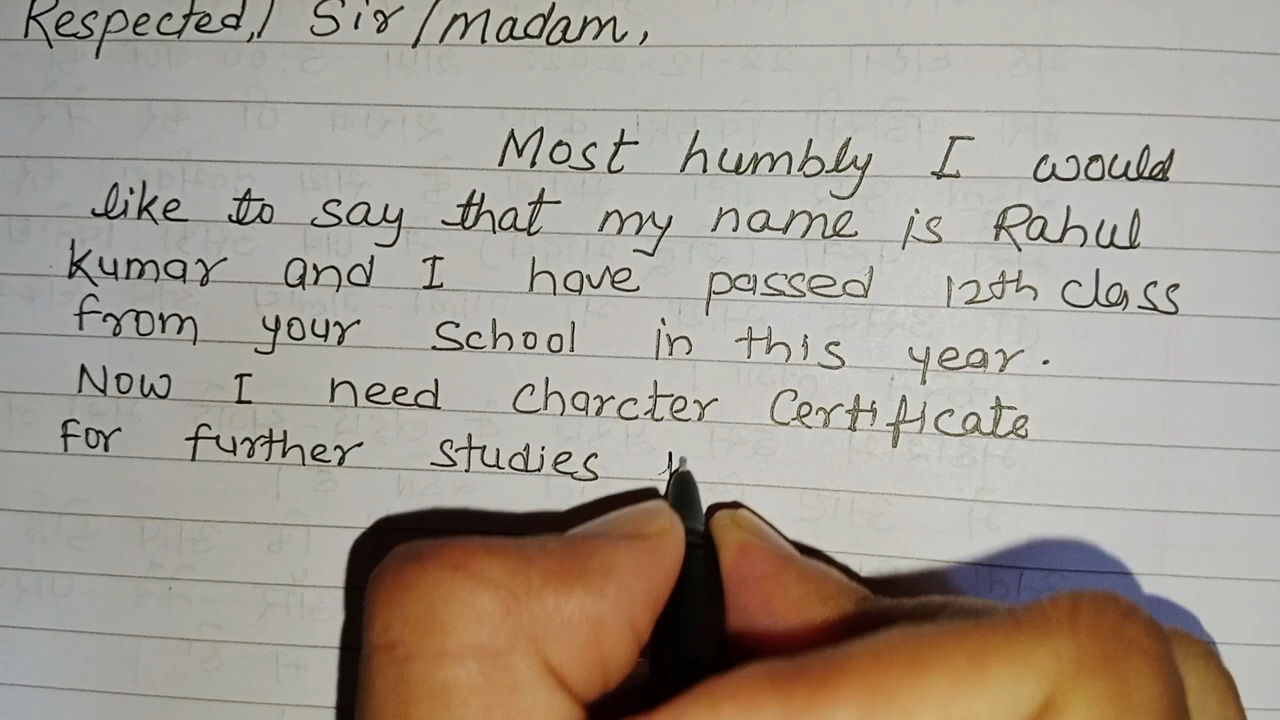 Respected, Sir/madam,
Most humbly I would
like to say that my name is Rahul
Kumar and I have passed 12th class
from your School in this year.
Now I need charcter Certificate
for further studies